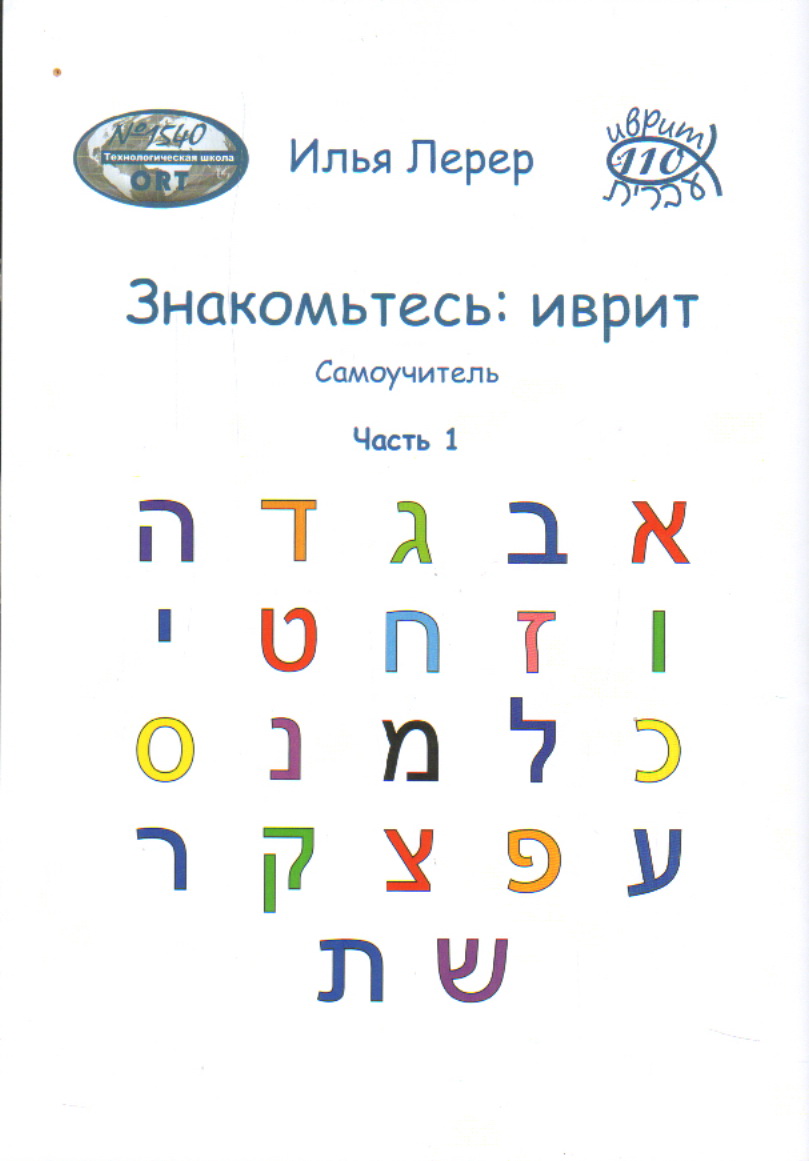 №1540
Технологическая школа
ORT
Илья Лерер
иврит
110
עברית
Знакомьтесь: иврит
Самоучитель
Часть 1
א ב ג ד ה
ו ז ח ט י
כ ל מ נ ס
ע פ צ ק ר
ש ת